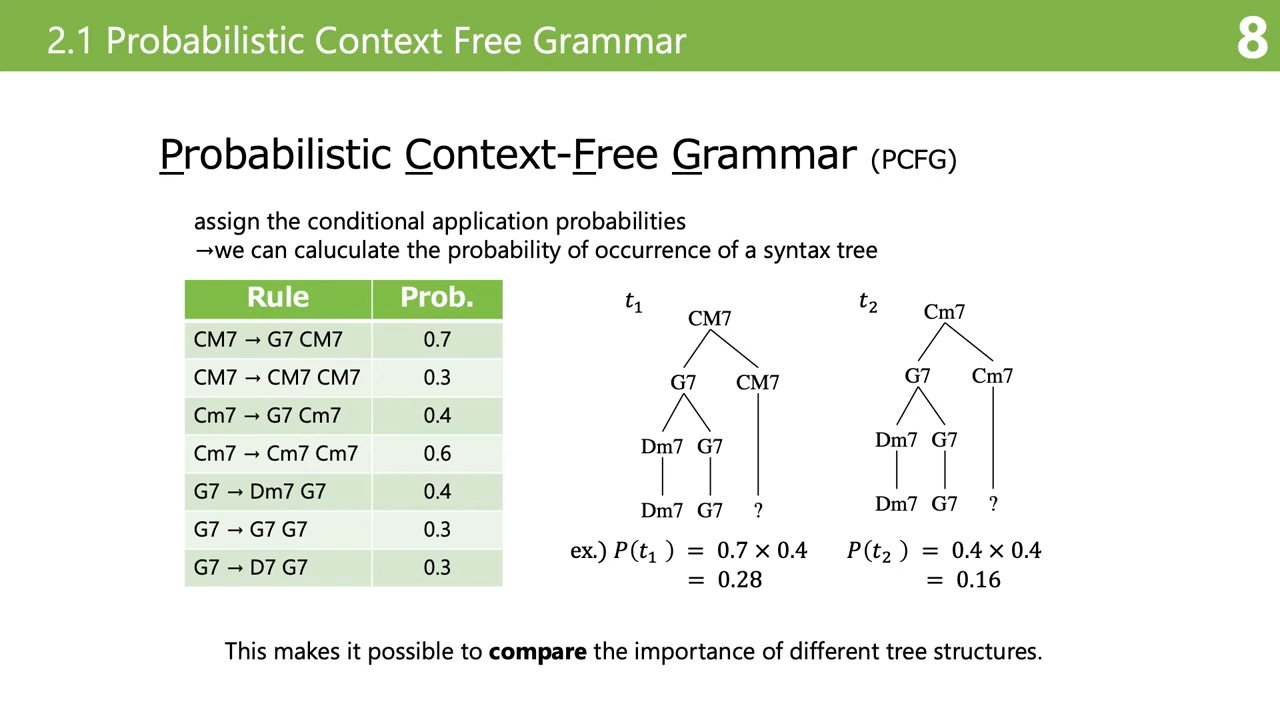 2.1 Probabilistic Context Free Grammar
8
Probabilistic Context-Free Grammar (PCFG)
assign the conditional application probabilities
→we can caluculate the probability of occurrence of a syntax tree
Rule Prob.
CM7 → G7 CM7 0.7
CM7 → CM7 CM7 0.3
Cm7 → G7 Cm7 0.4
Cm7 → Cm7 Cm7 0.6
G7 → Dm7 G7 0.4
G7 → G7 G7 0.3
G7 → D7 G7 0.3
t₁
CM7
G7 CM7
Dm7 G7
Dm7 G7 ?
ex.) P(t₁ ) = 0.7 × 0.4
= 0.28
t₂
Cm7
G7 Cm7
Dm7 G7
Dm7 G7 ?
P(t₂ ) = 0.4 × 0.4
= 0.16
This makes it possible to compare the importance of different tree structures.